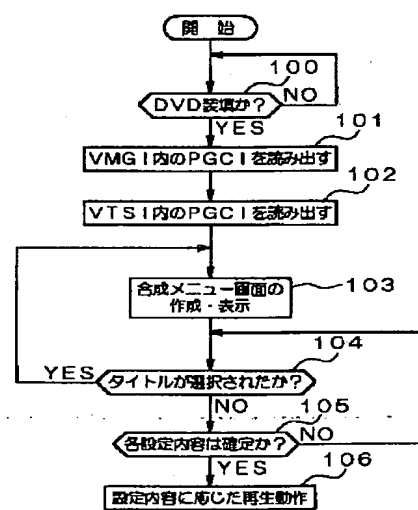 開始
100
DVD装填か?
NO
YES
101
VMGI内のPGCIを読み出す
102
VTSI内のPGCIを読み出す
合成メニュー画面の
作成・表示
103
104
YES
タイトルが選択されたか?
NO
105
各設定内容は確定か?
NO
YES
106
設定内容に応じた再生動作